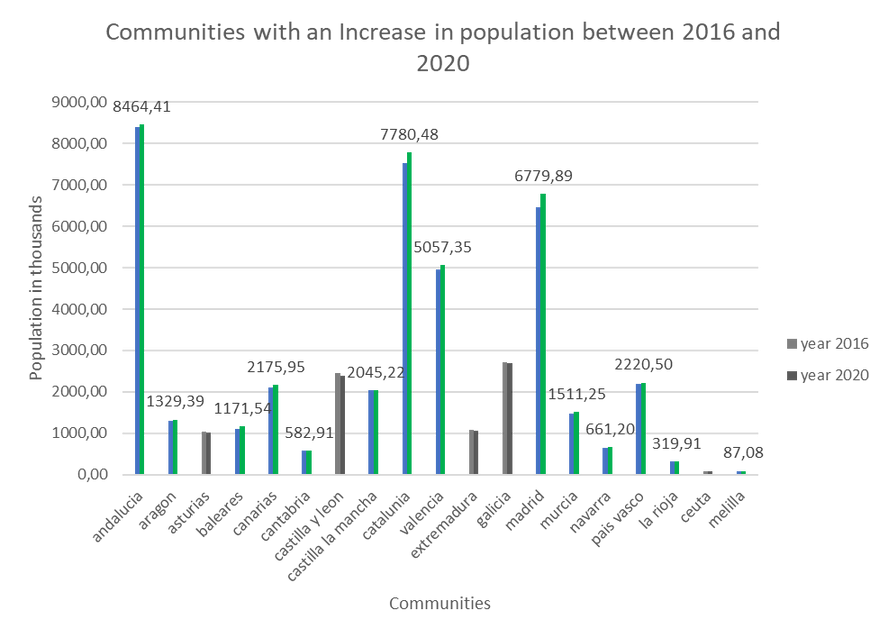 Communities with an Increase in population between 2016 and
2020
9000,00
8000,00
7000,00
6000,00
5000,00
4000,00
3000,00
2000,00
1000,00
0,00
Population in thousands
8464,41
1329,39
1171,54
2175,95
582,91
2045,22
7780,48
5057,35
6779,89
1511,25
661,20
2220,50
319,91
87,08
year 2016
year 2020
andalucia
aragon
asturias
baleares
canarias
cantabria
castilla y leon
castilla la mancha
catalunia
valencia
extremadura
galicia
madrid
murcia
navarra
pais vasco
la rioja
ceuta
melilla
Communities